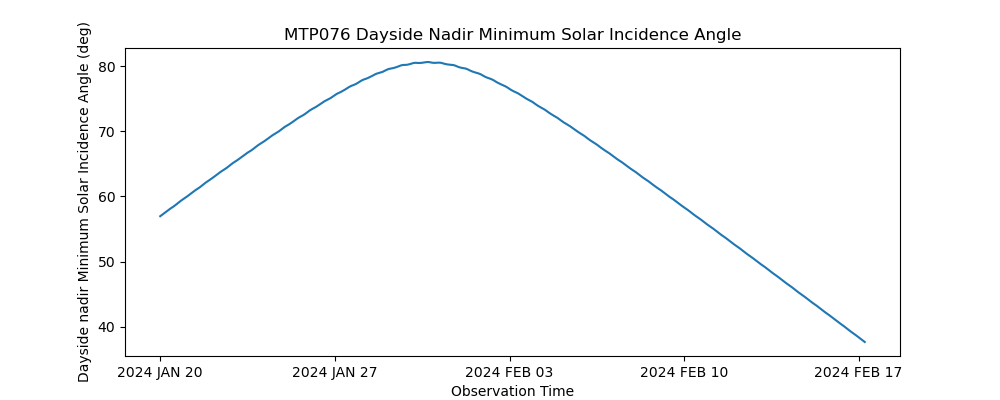 MTP076 Dayside Nadir Minimum Solar Incidence Angle
Dayside nadir Minimum Solar Incidence Angle (deg)
80
70
60
50
40
2024 JAN 20
2024 JAN 27
2024 FEB 03
2024 FEB 10
2024 FEB 17
Observation Time